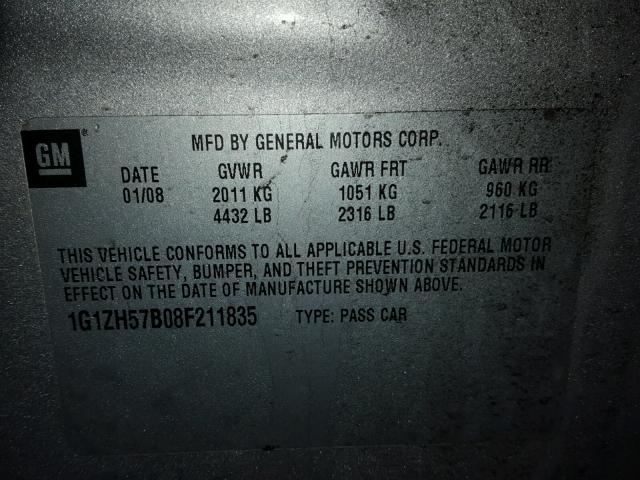 GM ®
MFD BY GENERAL MOTORS CORP.
DATE GVWR GAWR FRT GAWR RR
01/08 2011 KG 1051 KG 960 KG
4432 LB 2316 LB 2116 LB
THIS VEHICLE CONFORMS TO ALL APPLICABLE U.S. FEDERAL MOTOR
VEHICLE SAFETY, BUMPER, AND THEFT PREVENTION STANDARDS IN
EFFECT ON THE DATE OF MANUFACTURE SHOWN ABOVE.
1G1ZH57B08F211835 TYPE: PASS CAR